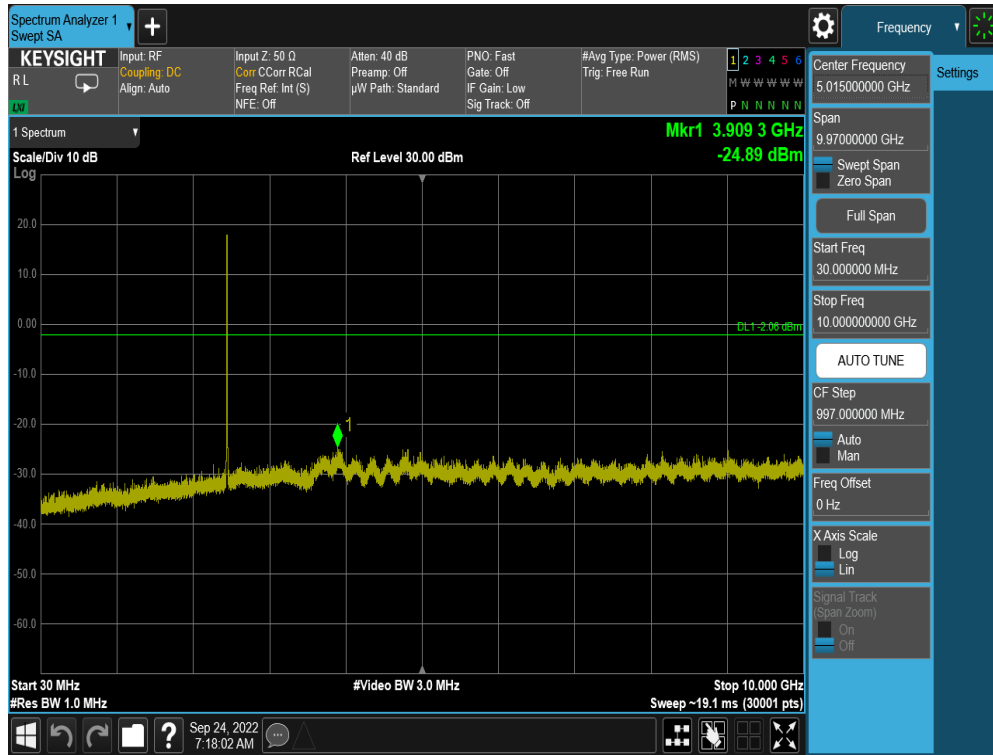 Spectrum Analyzer 1
Swept SA
Frequency
KEYSIGHT
R L
LXI
Input: RF
Coupling: DC
Align: Auto
Input Z: 50 Ω
Corr CCorr RCal
Freq Ref: Int (S)
NFE: Off
Atten: 40 dB
Preamp: Off
µW Path: Standard
PNO: Fast
Gate: Off
IF Gain: Low
Sig Track: Off
#Avg Type: Power (RMS)
Trig: Free Run
1 2 3 4 5 6
M W W W W W
P N N N N N
1 Spectrum
Mkr1 3.909 3 GHz
Scale/Div 10 dB
Ref Level 30.00 dBm
-24.89 dBm
Log
20.0
10.0
0.00
DL1 -2.06 dBm
-10.0
-20.0
1
-30.0
-40.0
-50.0
-60.0
Start 30 MHz
#Video BW 3.0 MHz
Stop 10.000 GHz
#Res BW 1.0 MHz
Sweep ~19.1 ms (30001 pts)
Center Frequency
5.015000000 GHz
Settings
Span
9.97000000 GHz
Swept Span
Zero Span
Full Span
Start Freq
30.000000 MHz
Stop Freq
10.000000000 GHz
AUTO TUNE
CF Step
997.000000 MHz
Auto
Man
Freq Offset
0 Hz
X Axis Scale
Log
Lin
Signal Track
(Span Zoom)
On
Off
?
Sep 24, 2022
7:18:02 AM